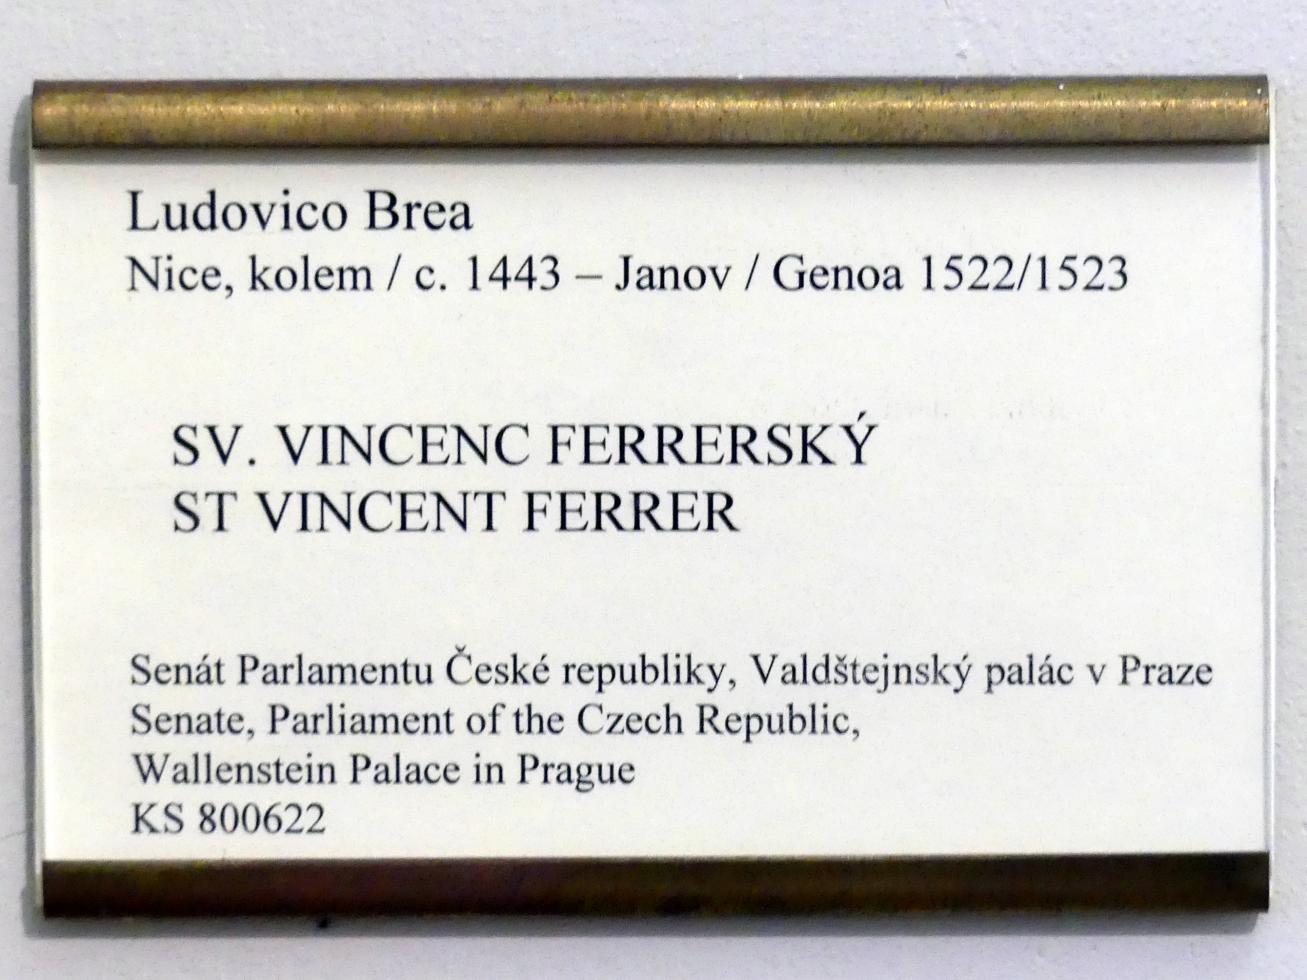 Ludovico Brea
Nice, kolem / c. 1443 – Janov / Genoa 1522/1523
SV. VINCENC FERRERSKÝ
ST VINCENT FERRER
Senát Parlamentu České republiky, Valdštejnský palác v Praze
Senate, Parliament of the Czech Republic,
Wallenstein Palace in Prague
KS 800622